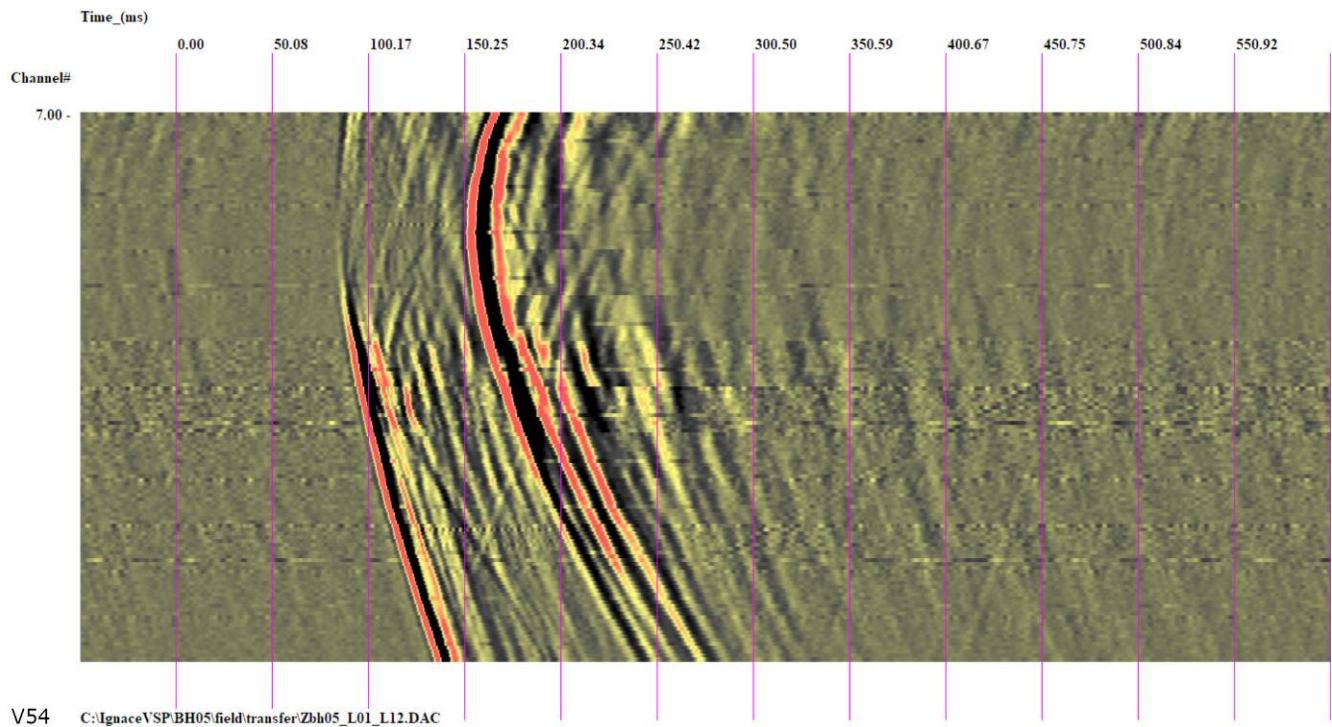 Time_(ms)
0.00 50.08 100.17 150.25 200.34 250.42 300.50 350.59 400.67 450.75 500.84 550.92
Channel#
7.00 -
V54 C:\IgnaceVSP\BH05\field\transfer\Zbh05_L01_L12.DAC